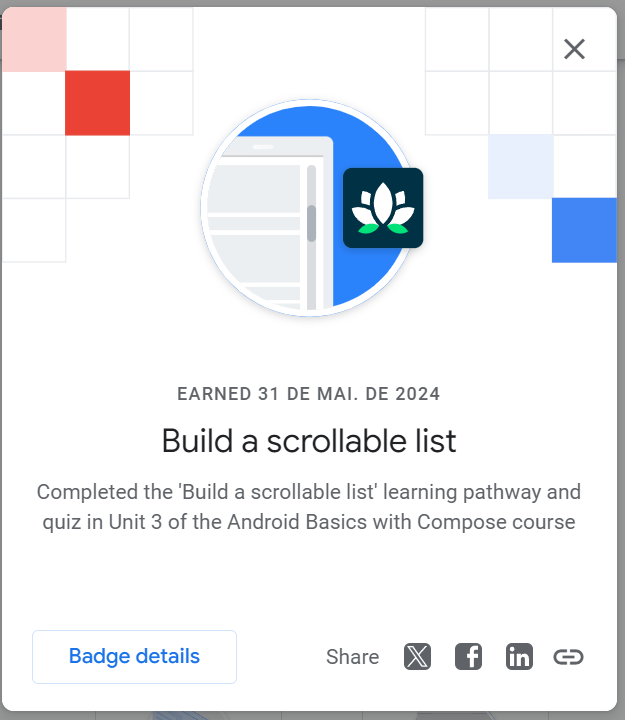 EARNED 31 DE MAI. DE 2024
Build a scrollable list
Completed the 'Build a scrollable list' learning pathway and
quiz in Unit 3 of the Android Basics with Compose course
Badge details
Share